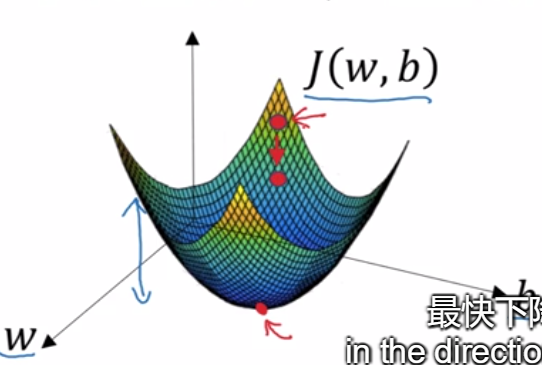 J(w, b)
b
w
最快下降
in the directio